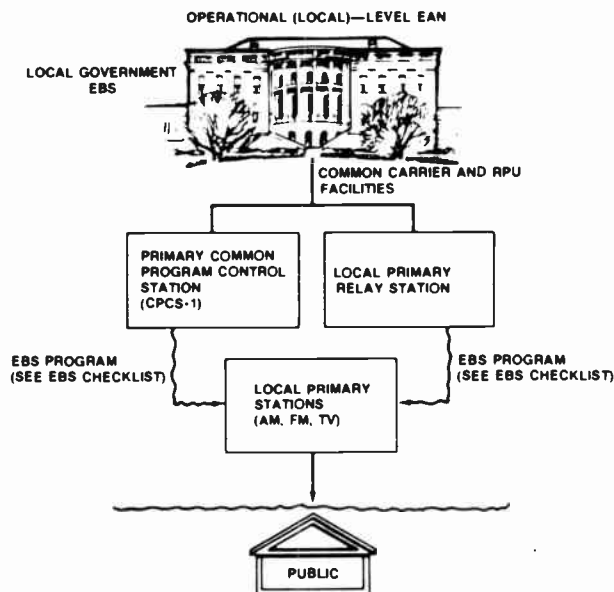 OPERATIONAL (LOCAL)—LEVEL EAN
LOCAL GOVERNMENT
EBS
COMMON CARRIER AND RPU
FACILITIES
PRIMARY COMMON
PROGRAM CONTROL
STATION
(CPCS-1)
LOCAL PRIMARY
RELAY STATION
EBS PROGRAM
(SEE EBS CHECKLIST)
EBS PROGRAM
(SEE EBS CHECKLIST)
LOCAL PRIMARY
STATIONS
(AM, FM, TV)
PUBLIC